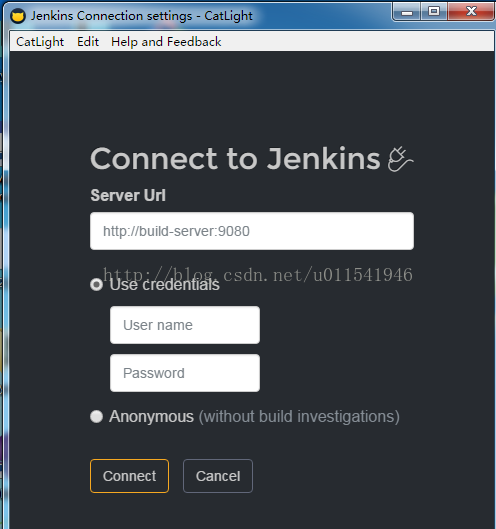 Jenkins Connection settings - CatLight
CatLight Edit Help and Feedback
Connect to Jenkins
Server Url
http://build-server:9080
http://blog.csdn.net/u011541946
Use credentials
User name
Password
Anonymous (without build investigations)
Connect Cancel